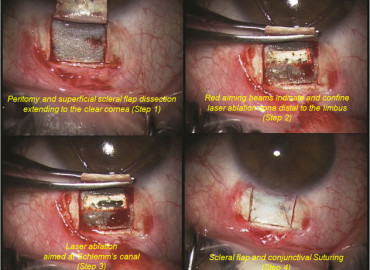 Peritomy and superficial scleral flap dissection
extending to the clear cornea (Step 1)
Red aiming beams indicate and confine
laser ablation zone distal to the limbus
(Step 2)
Laser ablation
aimed at Schlemm's canal
(Step 3)
Scleral flap and conjunctival Suturing
(Step 4)